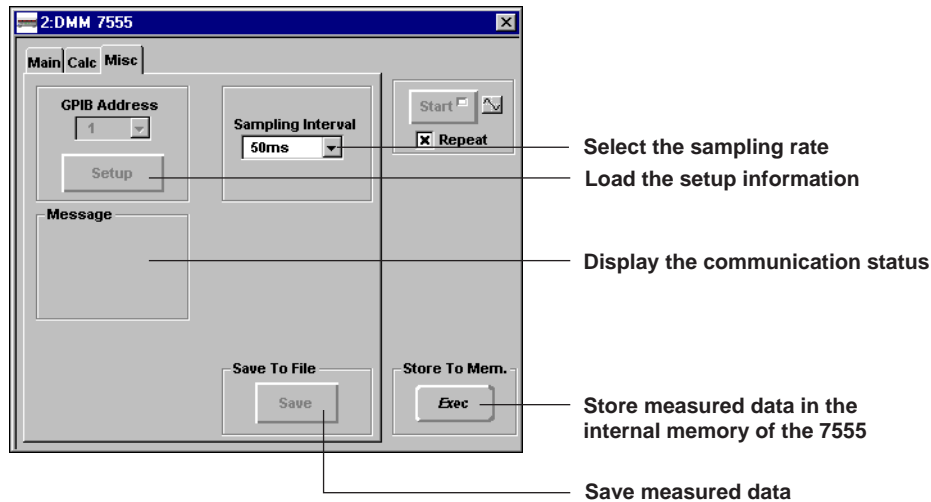 2:DMM 7555
Main Calc Misc
GPIB Address
1
Setup
Sampling Interval
50ms
Start
Repeat
Message
Save To File
Save
Store To Mem.
Exec
Select the sampling rate
Load the setup information
Display the communication status
Store measured data in the
internal memory of the 7555
Save measured data